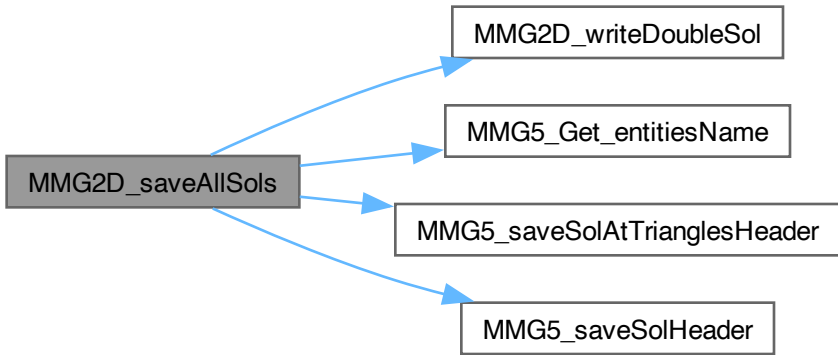 MMG2D_writeDoubleSol
MMG5_Get_entitiesName
MMG2D_saveAllSols
MMG5_saveSolAtTrianglesHeader
MMG5_saveSolHeader